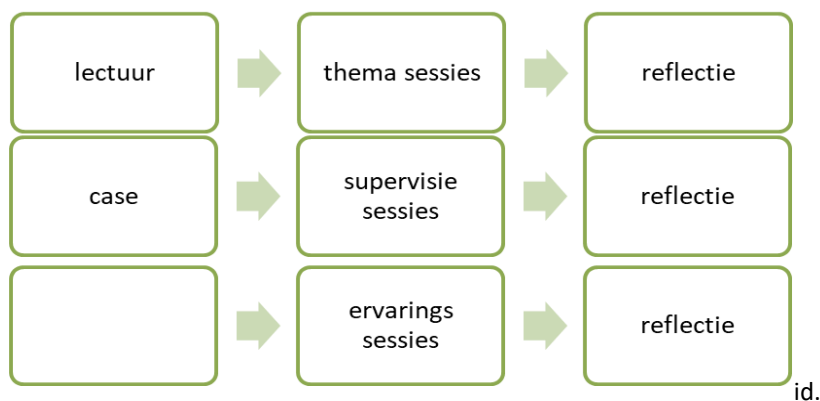 lectuur
thema sessies
reflectie
case
supervisie
sessies
reflectie
ervarings
sessies
reflectie
id.